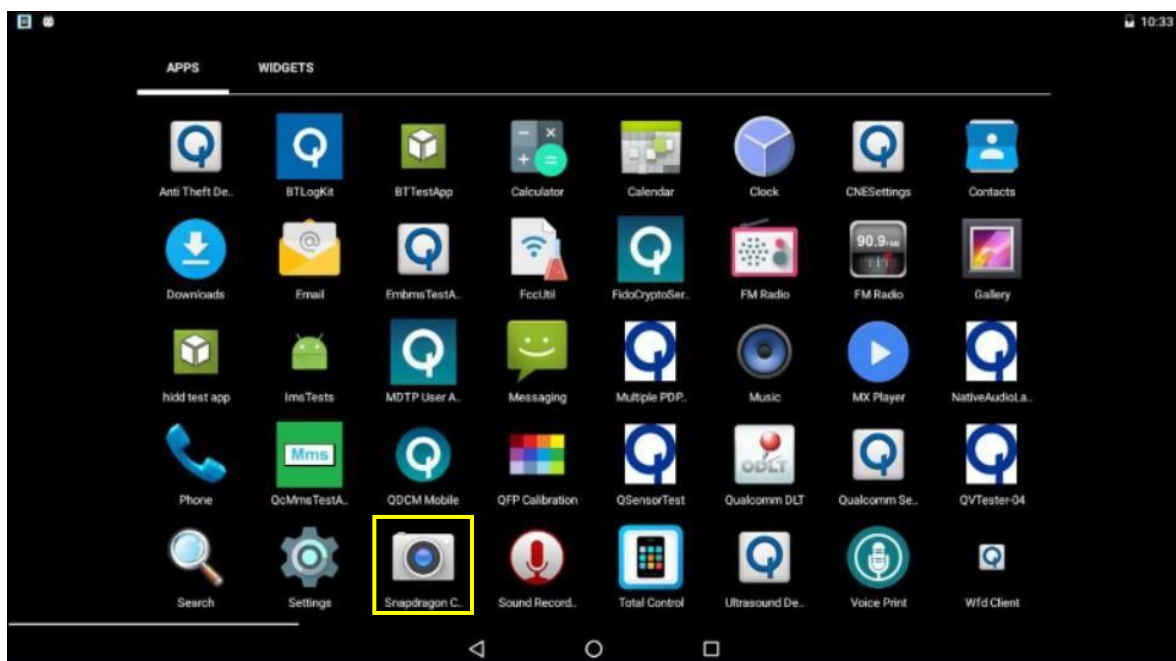 10:33
APPS WIDGETS
Anti Theft De.. BTLogKit BTTestApp Calculator Calendar Clock CNESettings Contacts
90.9
Downloads Email EmbmsTestA.. FccUtil FidoCryptoSer.. FM Radio FM Radio Gallery
hidd test app ImsTests MDTP User A.. Messaging Multiple PDP.. Music MX Player NativeAudioLa..
Mms ODLT
Phone QcMmsTestA.. QDCM Mobile QFP Calibration QSensorTest Qualcomm DLT Qualcomm Se.. QVTester-04
Search Settings Snapdragon C.. Sound Record.. Total Control Ultrasound De.. Voice Print Wfd Client